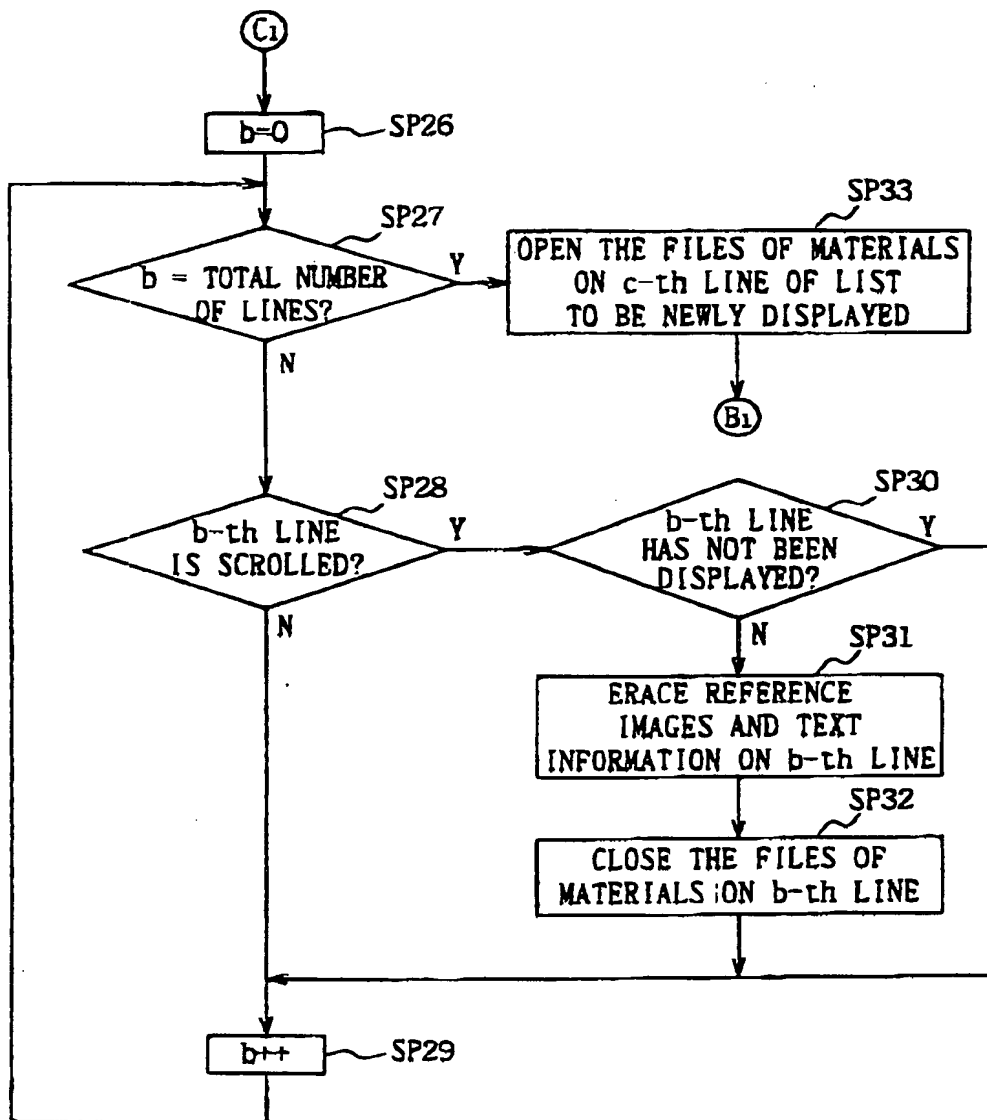 C1
b=0
SP26
SP27
b = TOTAL NUMBER
OF LINES?
Y
N
SP33
OPEN THE FILES OF MATERIALS
ON c-th LINE OF LIST
TO BE NEWLY DISPLAYED
B1
SP28
b-th LINE
IS SCROLLED?
Y
N
SP30
b-th LINE
HAS NOT BEEN
DISPLAYED?
Y
N
SP31
ERACE REFERENCE
IMAGES AND TEXT
INFORMATION ON b-th LINE
SP32
CLOSE THE FILES OF
MATERIALS ON b-th LINE
b++
SP29